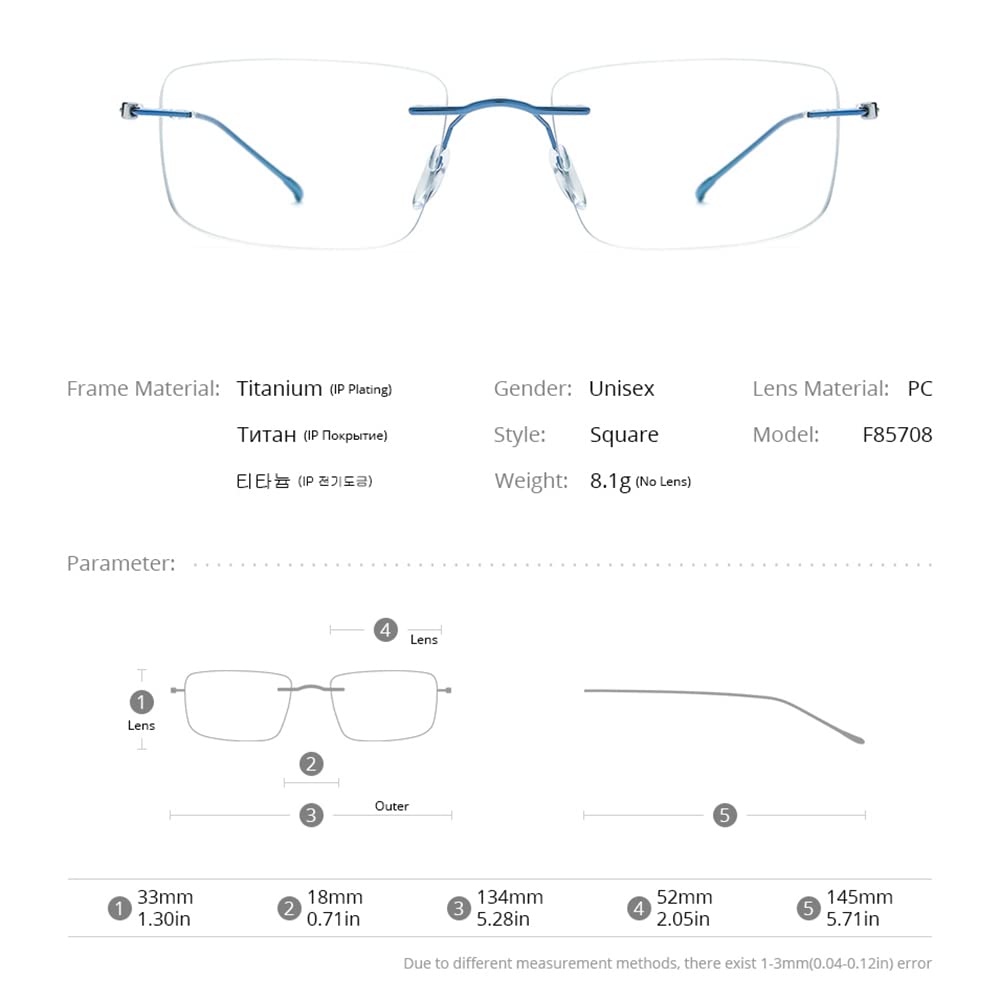 Frame Material: Titanium (IP Plating) Gender: Unisex Lens Material: PC
Титан (IP Покрытие) Style: Square Model: F85708
티타늄 (IP 전기도금) Weight: 8.1g (No Lens)
Parameter:
4 Lens
1
Lens
2
3 Outer
5
1 33mm 1.30in
2 18mm 0.71in
3 134mm 5.28in
4 52mm 2.05in
5 145mm 5.71in
Due to different measurement methods, there exist 1-3mm(0.04-0.12in) error